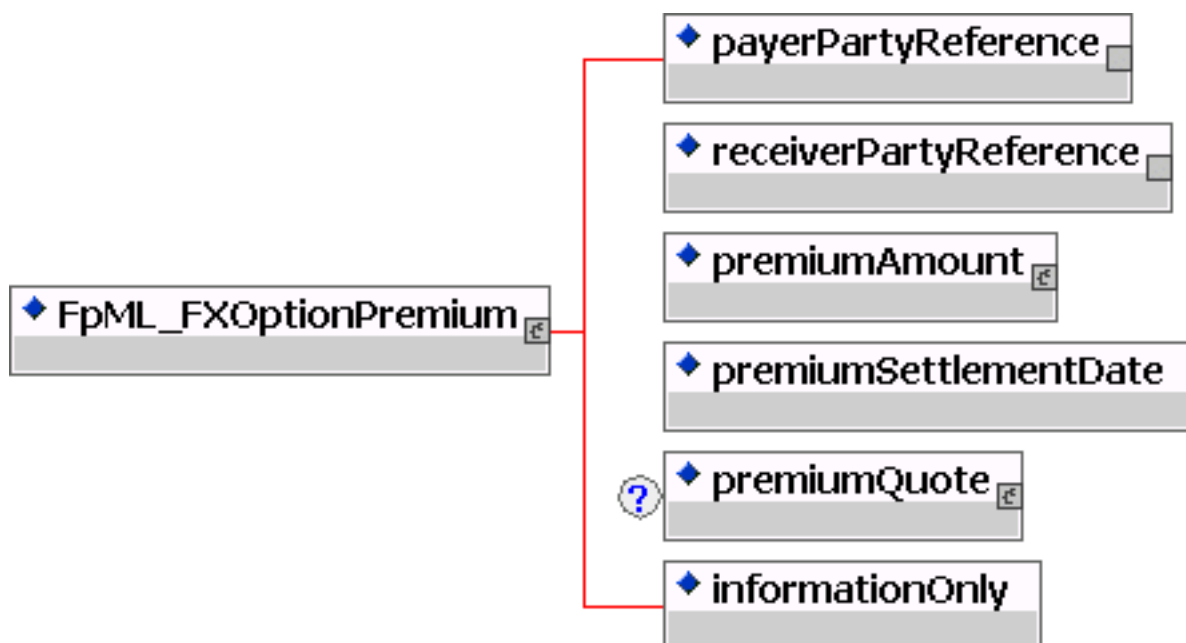 payerPartyReference
receiverPartyReference
premiumAmount
FpML_FXOptionPremium
premiumSettlementDate
?
premiumQuote
informationOnly